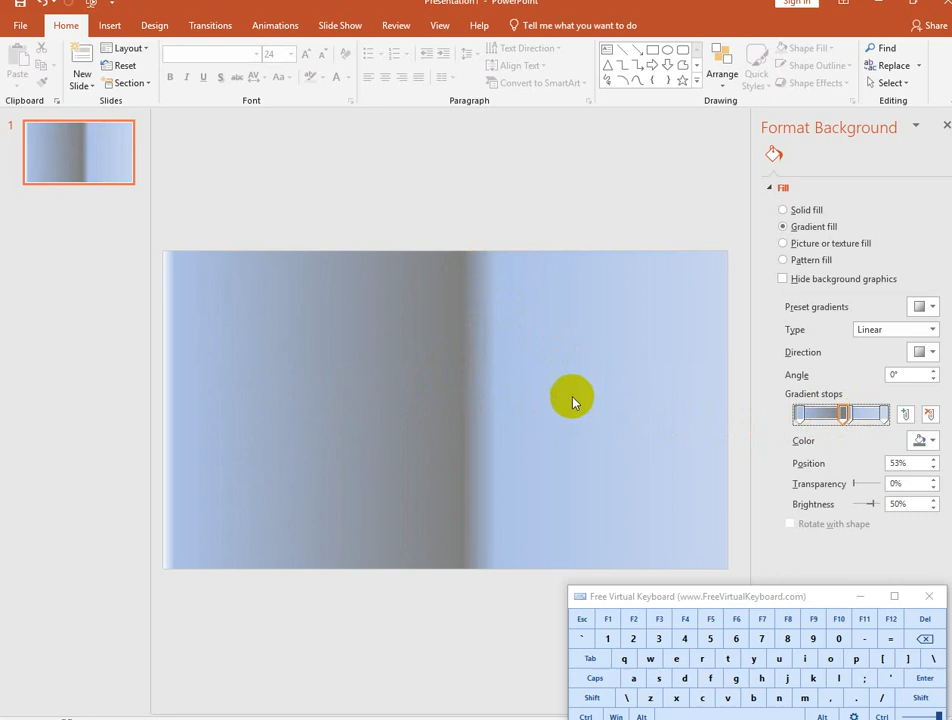 Presentation1 - PowerPoint
Sign in
File Home Insert Design Transitions Animations Slide Show Review View Help Tell me what you want to do Share
Paste
New
Slide
Layout
Reset
Section
24
B I U S abc AV Aa A
A A
Text Direction
Align Text
Convert to SmartArt
Arrange
Quick
Styles
Shape Fill
Shape Outline
Shape Effects
Find
Replace
Select
Clipboard Slides Font Paragraph Drawing Editing
1
Format Background
Fill
Solid fill
Gradient fill
Picture or texture fill
Pattern fill
Hide background graphics
Preset gradients
Type Linear
Direction
Angle 0°
Gradient stops
Color
Position 53%
Transparency 0%
Brightness 50%
Rotate with shape
Free Virtual Keyboard (www.FreeVirtualKeyboard.com)
Esc F1 F2 F3 F4 F5 F6 F7 F8 F9 F10 F11 F12 Del
` 1 2 3 4 5 6 7 8 9 0 - =
Tab q w e r t y u i o p [ ] \
Caps a s d f g h j k l ; ' Enter
Shift \ z x c v b n m , . / Shift
Ctrl Win Alt Alt Ctrl